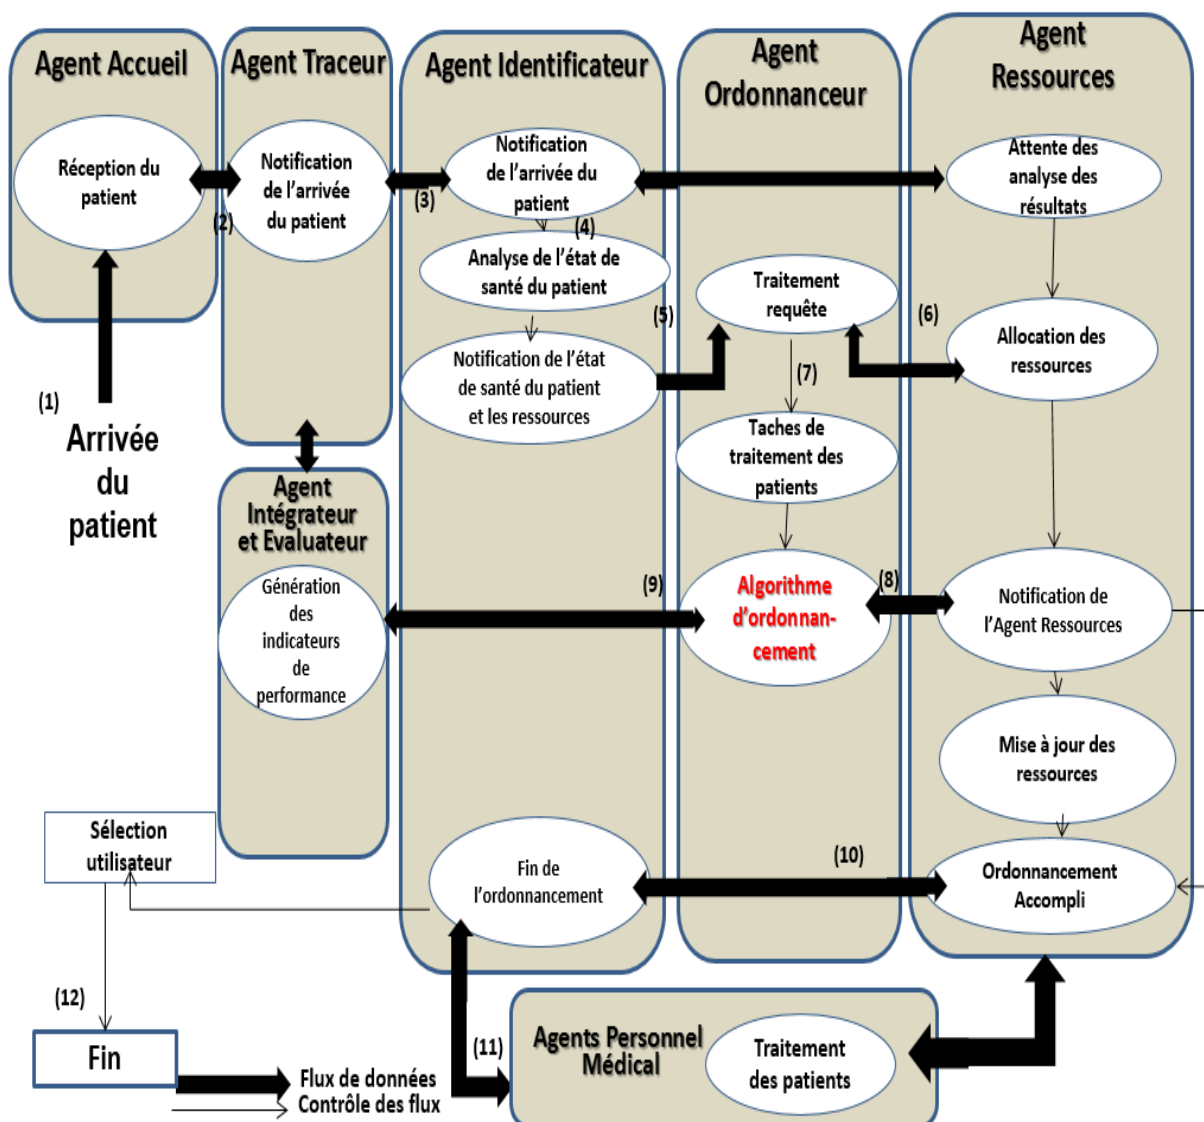 Agent Accueil
Réception du
patient
(1)
Arrivée
du
patient
Agent Traceur
Notification
de l'arrivée
du patient
(2)
(3)
Agent
Intégrateur
et Evaluateur
Génération
des
indicateurs
de
performance
Agent Identificateur
Notification
de l'arrivée du
patient
(4)
Analyse de l'état de
santé du patient
(5)
Notification de l'état
de santé du patient
et les ressources
(9)
Fin de
l'ordonnancement
Agent
Ordonnanceur
Traitement
requête
(7)
Taches de
traitement des
patients
Algorithme
d'ordonnan-
cement
(8)
(10)
Agent
Ressources
Attente des
analyse des
résultats
(6)
Allocation des
ressources
Notification de
l'Agent Ressources
Mise à jour des
ressources
Ordonnancement
Accompli
Sélection
utilisateur
(12)
Fin
(11)
Agents Personnel
Médical
Traitement
des patients
Flux de données
Contrôle des flux